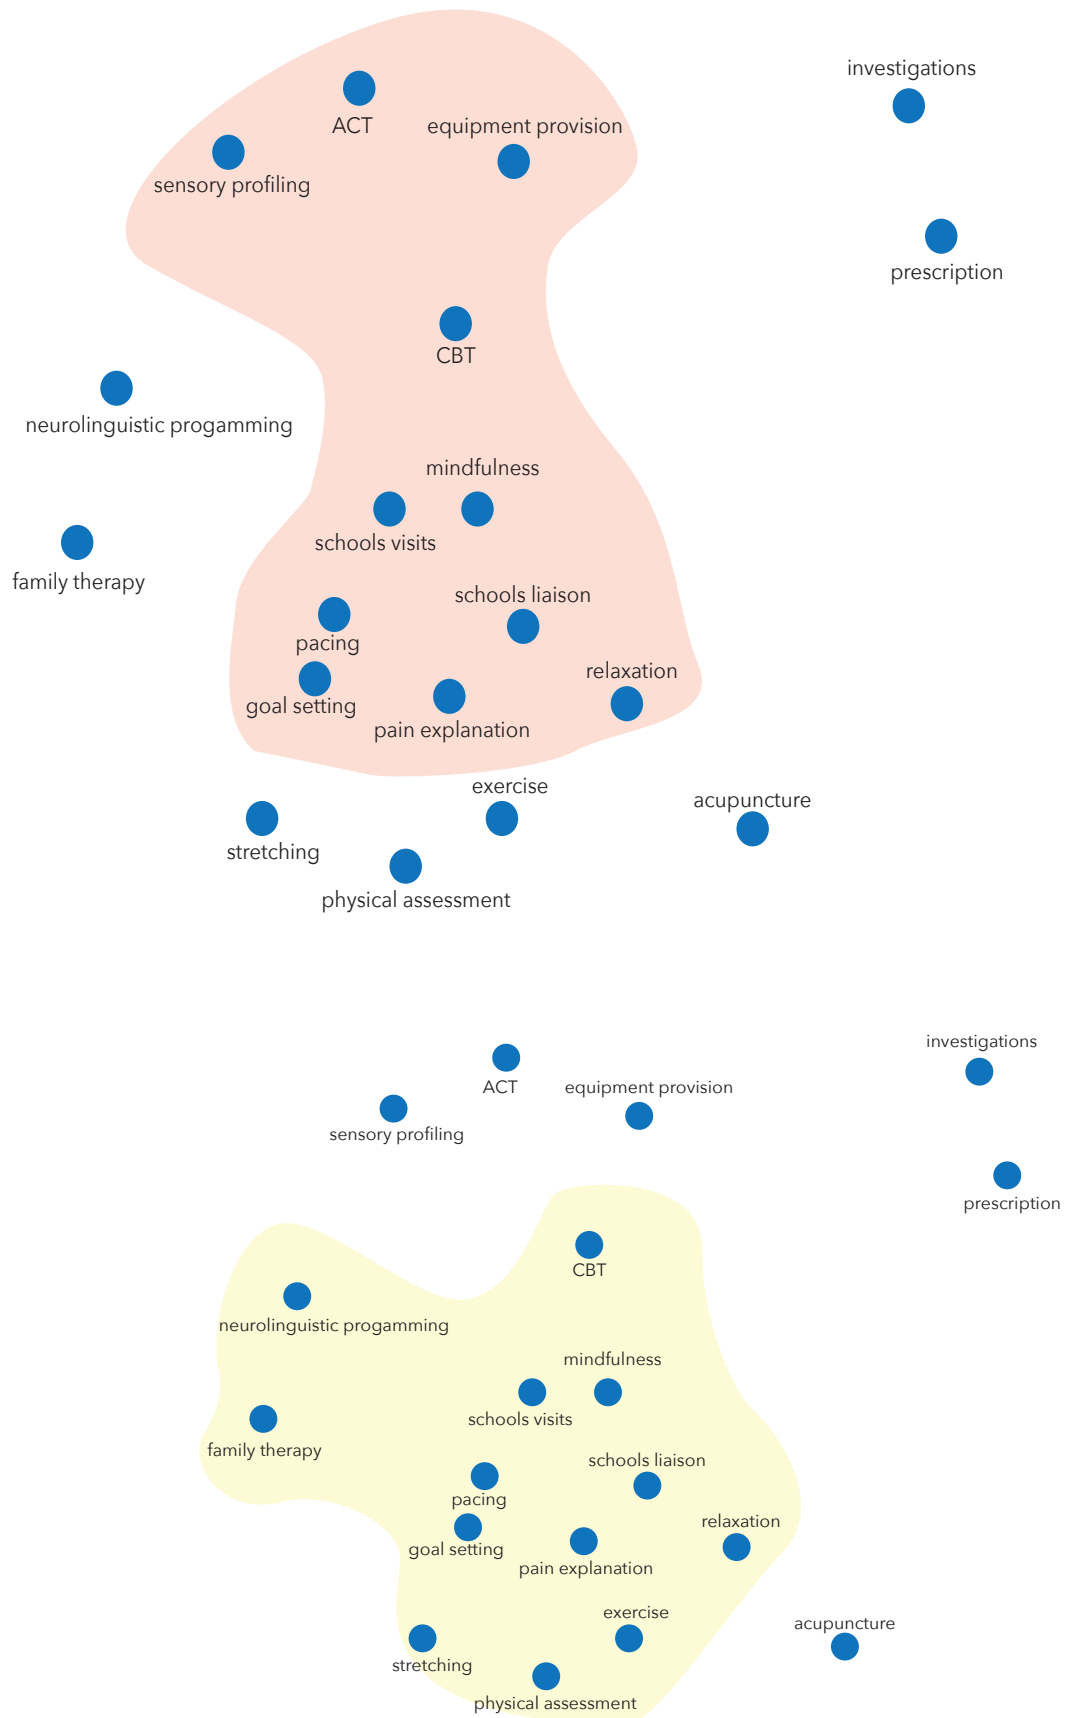 investigations
ACT
equipment provision
sensory profiling
prescription
CBT
neurolinguistic progamming
mindfulness
schools visits
family therapy
schools liaison
pacing
relaxation
goal setting
pain explanation
exercise
acupuncture
stretching
physical assessment
investigations
ACT
equipment provision
sensory profiling
prescription
CBT
neurolinguistic progamming
mindfulness
schools visits
family therapy
schools liaison
pacing
relaxation
goal setting
pain explanation
exercise
acupuncture
stretching
physical assessment